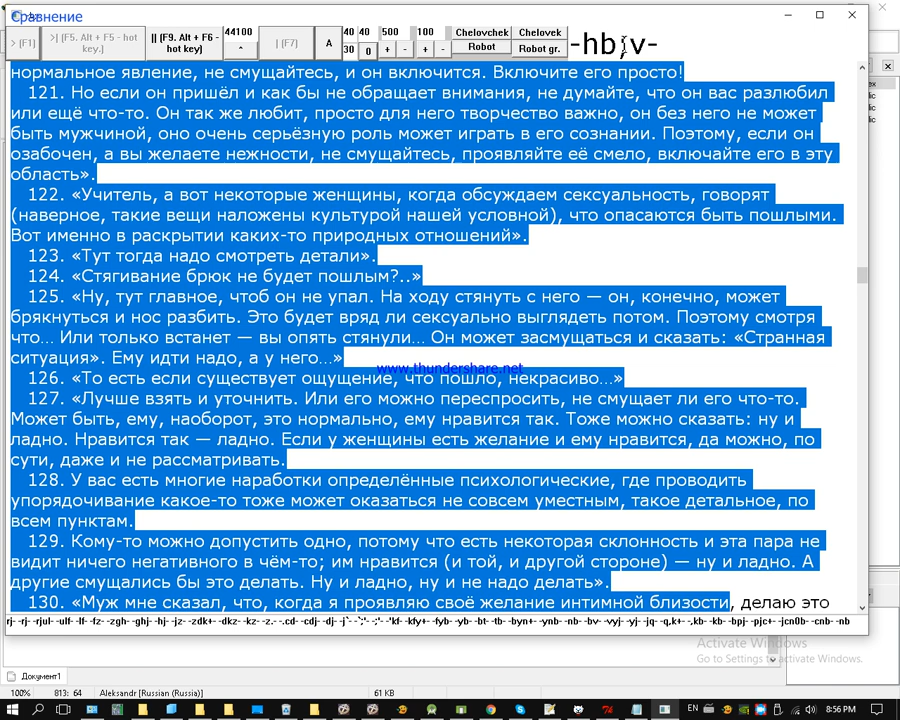 Сравнение
> [F1]
>| (F5. Alt + F5 - hot key.)
|| (F9. Alt + F6 - hot key)
44100
^
| [F7]
A
40 40 500 100
30 0 + - + -
Chelovchek Chelovek
Robot Robot gr.
-hb;v-
нормальное явление, не смущайтесь, и он включится. Включите его просто!
121. Но если он пришёл и как бы не обращает внимания, не думайте, что он вас разлюбил
или ещё что-то. Он так же любит, просто для него творчество важно, он без него не может
быть мужчиной, оно очень серьёзную роль может играть в его сознании. Поэтому, если он
озабочен, а вы желаете нежности, не смущайтесь, проявляйте её смело, включайте его в эту
область».
122. «Учитель, а вот некоторые женщины, когда обсуждаем сексуальность, говорят
(наверное, такие вещи наложены культурой нашей условной), что опасаются быть пошлыми.
Вот именно в раскрытии каких-то природных отношений».
123. «Тут тогда надо смотреть детали».
124. «Стягивание брюк не будет пошлым?..»
125. «Ну, тут главное, чтоб он не упал. На ходу стянуть с него — он, конечно, может
брякнуться и нос разбить. Это будет вряд ли сексуально выглядеть потом. Поэтому смотря
что... Или только встанет — вы опять стянули... Он может засмущаться и сказать: «Странная
ситуация». Ему идти надо, а у него...»
www.thundershare.net
126. «То есть если существует ощущение, что пошло, некрасиво...»
127. «Лучше взять и уточнить. Или его можно переспросить, не смущает ли его что-то.
Может быть, ему, наоборот, это нормально, ему нравится так. Тоже можно сказать: ну и
ладно. Нравится так — ладно. Если у женщины есть желание и ему нравится, да можно, по
сути, даже и не рассматривать.
128. У вас есть многие наработки определённые психологические, где проводить
упорядочивание какое-то тоже может оказаться не совсем уместным, такое детальное, по
всем пунктам.
129. Кому-то можно допустить одно, потому что есть некоторая склонность и эта пара не
видит ничего негативного в чём-то; им нравится (и той, и другой стороне) — ну и ладно. А
другие смущались бы это делать. Ну и ладно, ну и не надо делать».
130. «Муж мне сказал, что, когда я проявляю своё желание интимной близости, делаю это
Activate Windows
Go to Settings to activate Windows.
Документ1
100% 813: 64 Aleksandr [Russian (Russia)] 61 KB
EN 8:56 PM